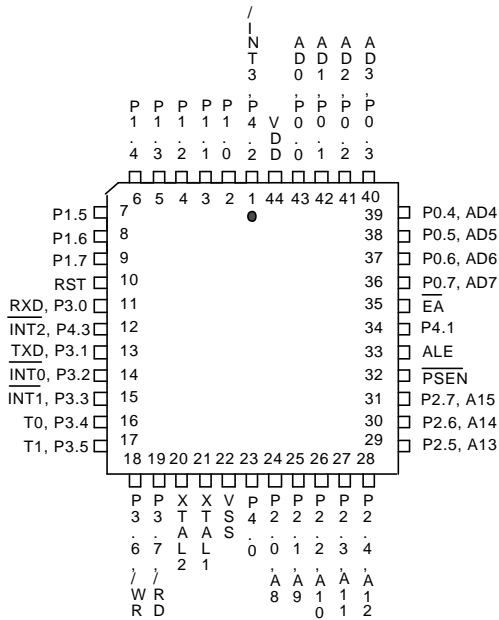 /INT3, P4.2
AD0, P0.0
AD1, P0.1
AD2, P0.2
AD3, P0.3
P1.4
P1.3
P1.2
P1.1
P1.0
VDD
6 5 4 3 2 1 44 43 42 41 40
P1.5 7
P1.6 8
P1.7 9
RST 10
RXD, P3.0 11
INT2, P4.3 12
TXD, P3.1 13
INT0, P3.2 14
INT1, P3.3 15
T0, P3.4 16
T1, P3.5 17
39 P0.4, AD4
38 P0.5, AD5
37 P0.6, AD6
36 P0.7, AD7
35 EA
34 P4.1
33 ALE
32 PSEN
31 P2.7, A15
30 P2.6, A14
29 P2.5, A13
18 19 20 21 22 23 24 25 26 27 28
P3.6, /WR
P3.7, /RD
XTAL2
XTAL1
VSS
P4.0
P2.0, A8
P2.1, A9
P2.2, A10
P2.3, A11
P2.4, A12